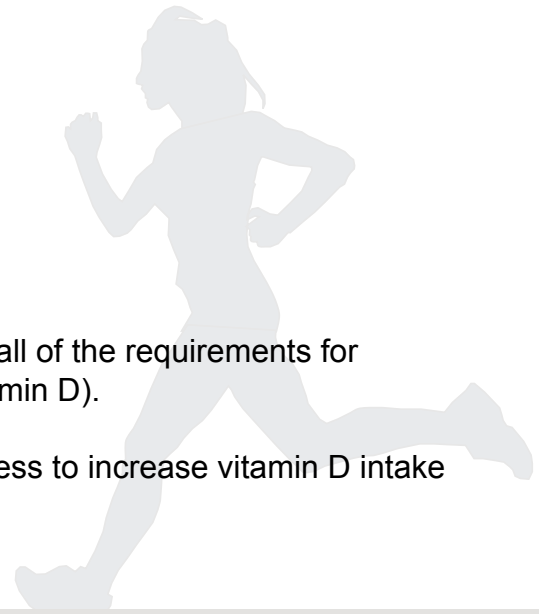 all of the requirements for
min D).
ess to increase vitamin D intake